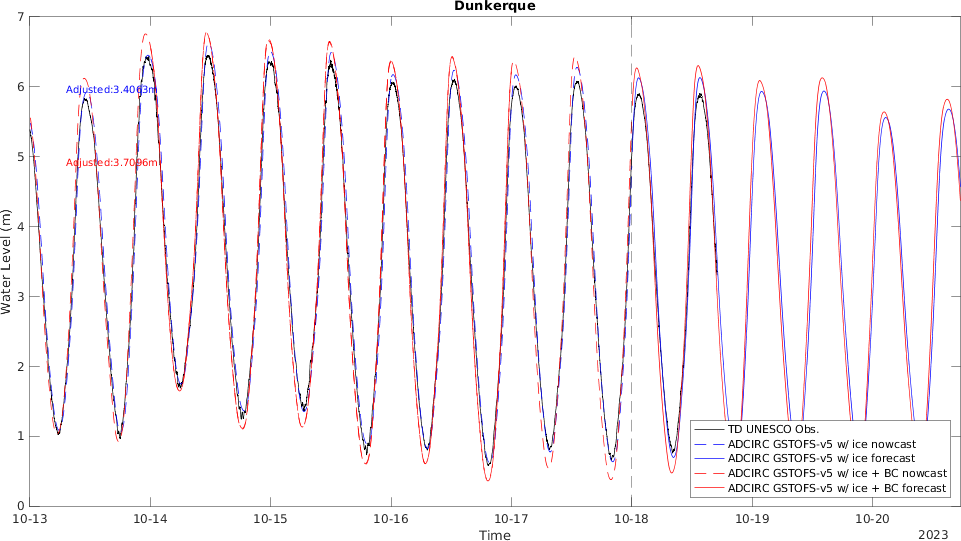 Dunkerque
7
6
5
4
3
2
1
0
Water Level (m)
Adjusted:3.4063m
Adjusted:3.7096m
TD UNESCO Obs.
ADCIRC GSTOFS-v5 w/ ice nowcast
ADCIRC GSTOFS-v5 w/ ice forecast
ADCIRC GSTOFS-v5 w/ ice + BC nowcast
ADCIRC GSTOFS-v5 w/ ice + BC forecast
10-13 10-14 10-15 10-16 10-17 10-18 10-19 10-20
Time
2023